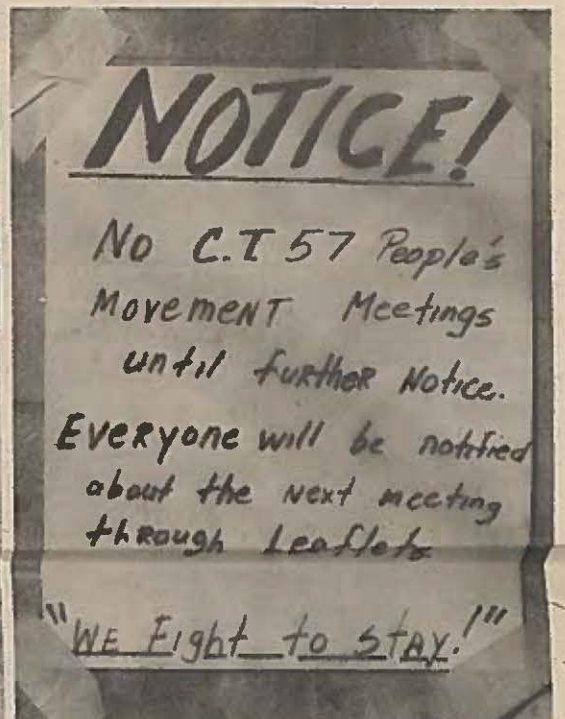 NOTICE!
No C.T 57 People's
MovemeNT Meetings
until furtheR Notice.
EveRyone will be notified
about the Next meeting
thRough Leaflets
"WE Fight to STAY!"